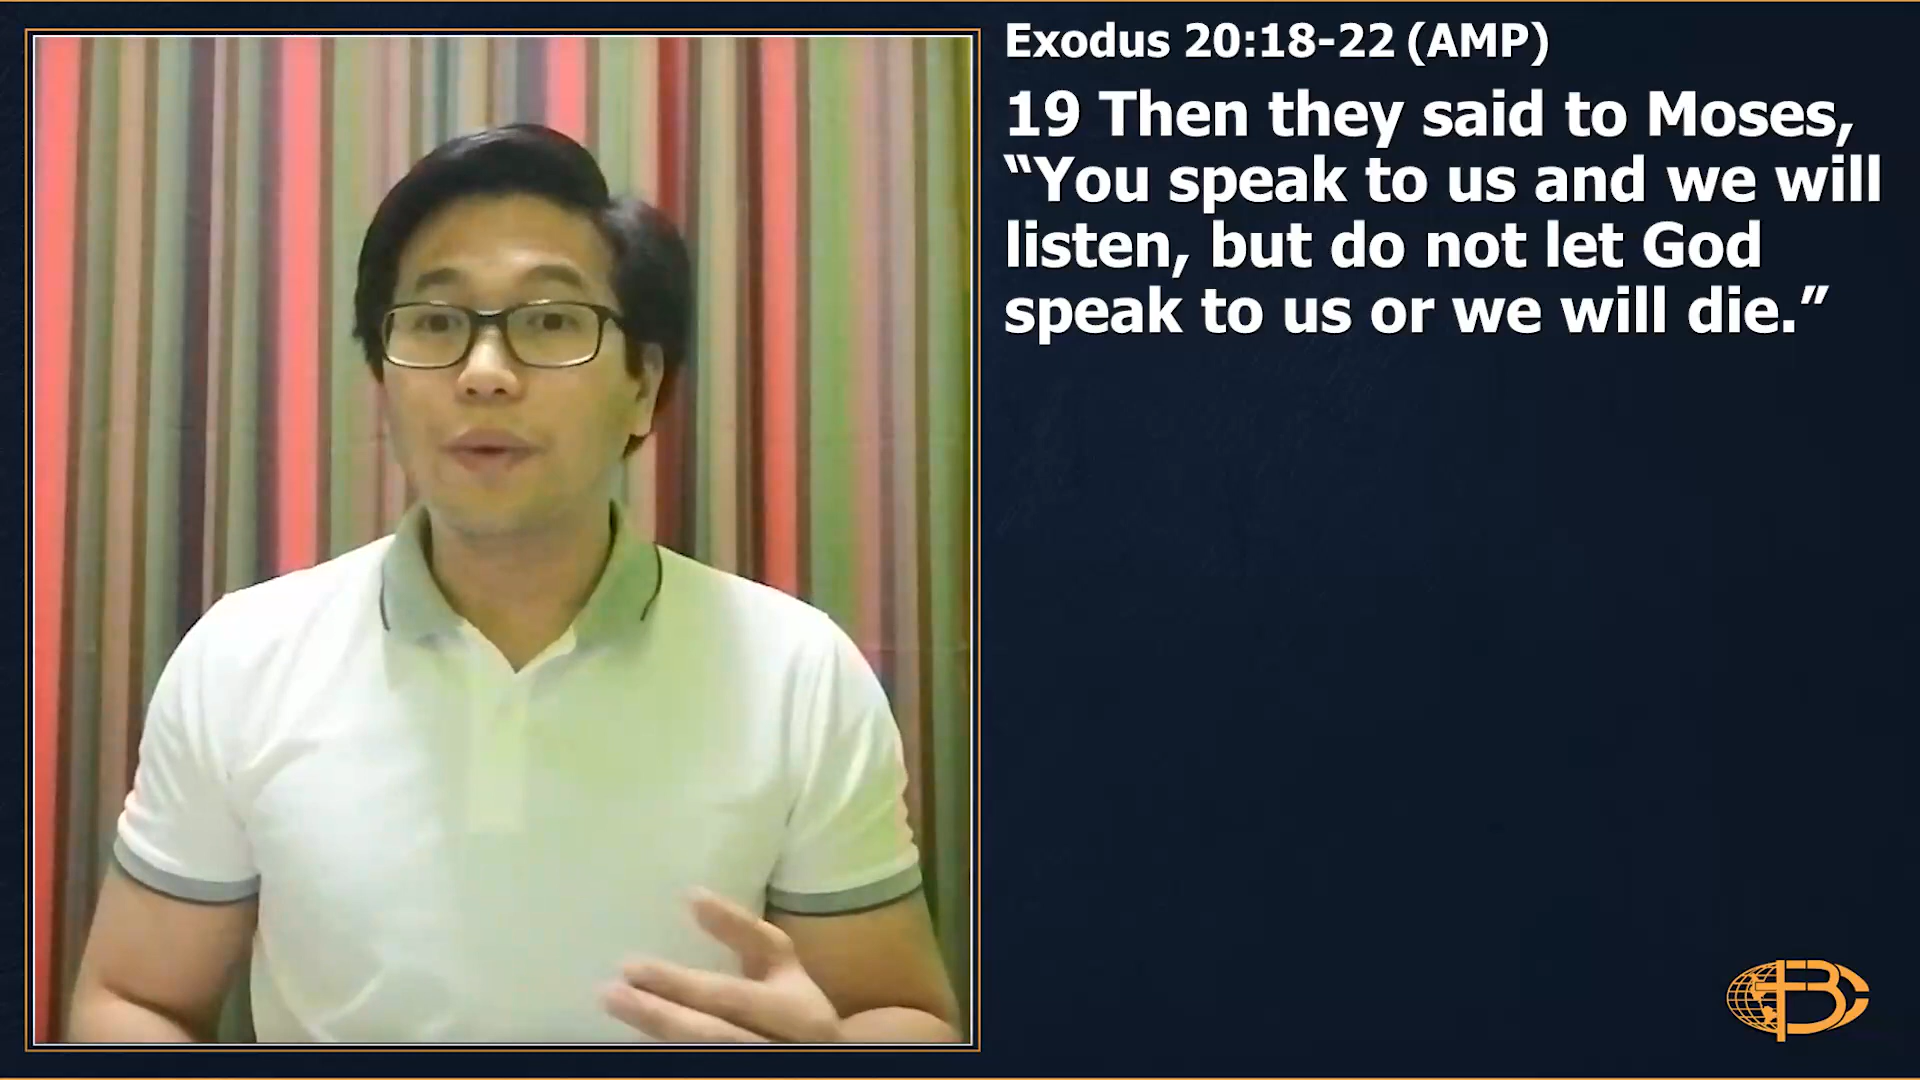 Exodus 20:18-22 (AMP)
19 Then they said to Moses,
“You speak to us and we will
listen, but do not let God
speak to us or we will die.”